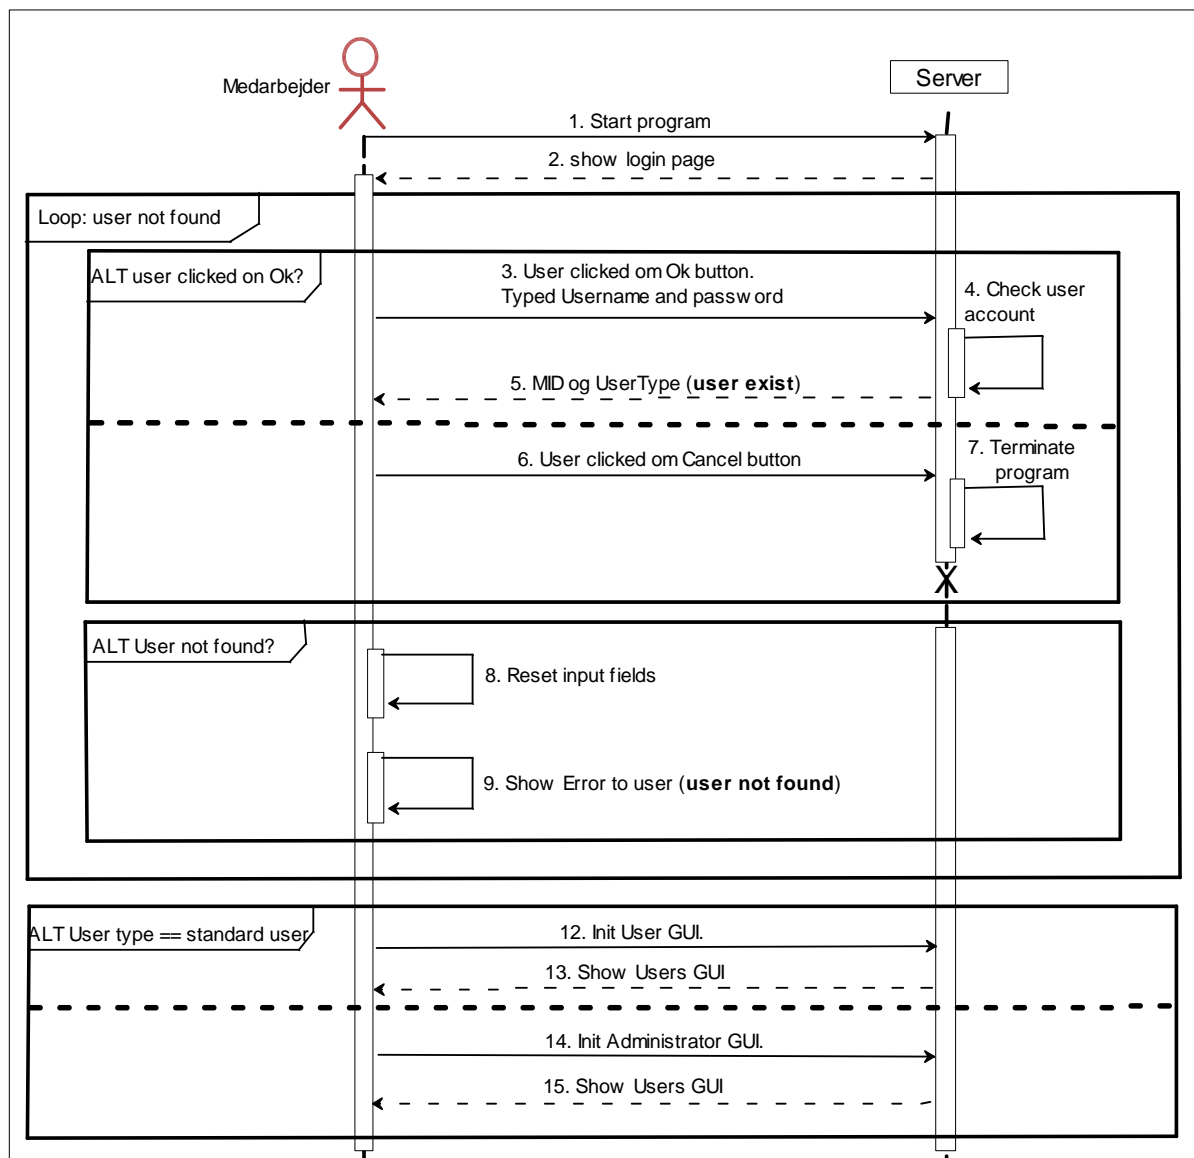 Medarbejder
Server
1. Start program
2. show login page
Loop: user not found
ALT user clicked on Ok?
3. User clicked om Ok button.
Typed Username and password
4. Check user
account
5. MID og UserType (user exist)
6. User clicked om Cancel button
7. Terminate
program
X
ALT User not found?
8. Reset input fields
9. Show Error to user (user not found)
ALT User type == standard user
12. Init User GUI.
13. Show Users GUI
14. Init Administrator GUI.
15. Show Users GUI